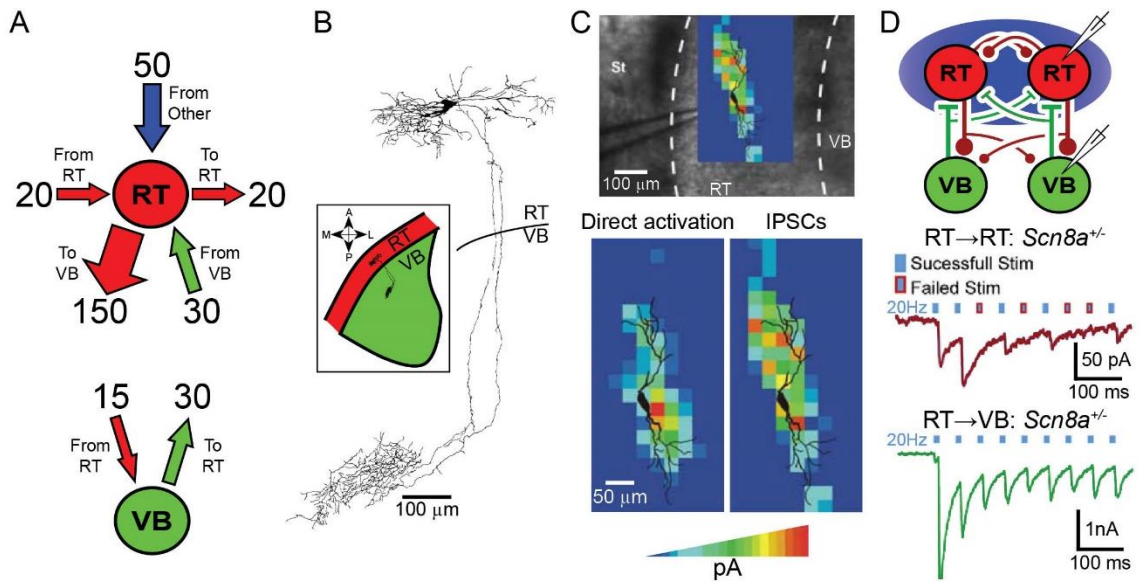 A
50
From
Other
From
RT
20
RT
To
RT
20
To
VB
150
From
VB
30
15
From
RT
30
To
RT
VB
B
A
M
L
P
RT
VB
RT
VB
100 µm
C
St
VB
100 µm
RT
Direct activation
IPSCs
50 µm
pA
D
RT
RT
VB
VB
RT→RT: Scn8a+/-
Sucessfull Stim
Failed Stim
20Hz
50 pA
100 ms
RT→VB: Scn8a+/-
20Hz
1nA
100 ms